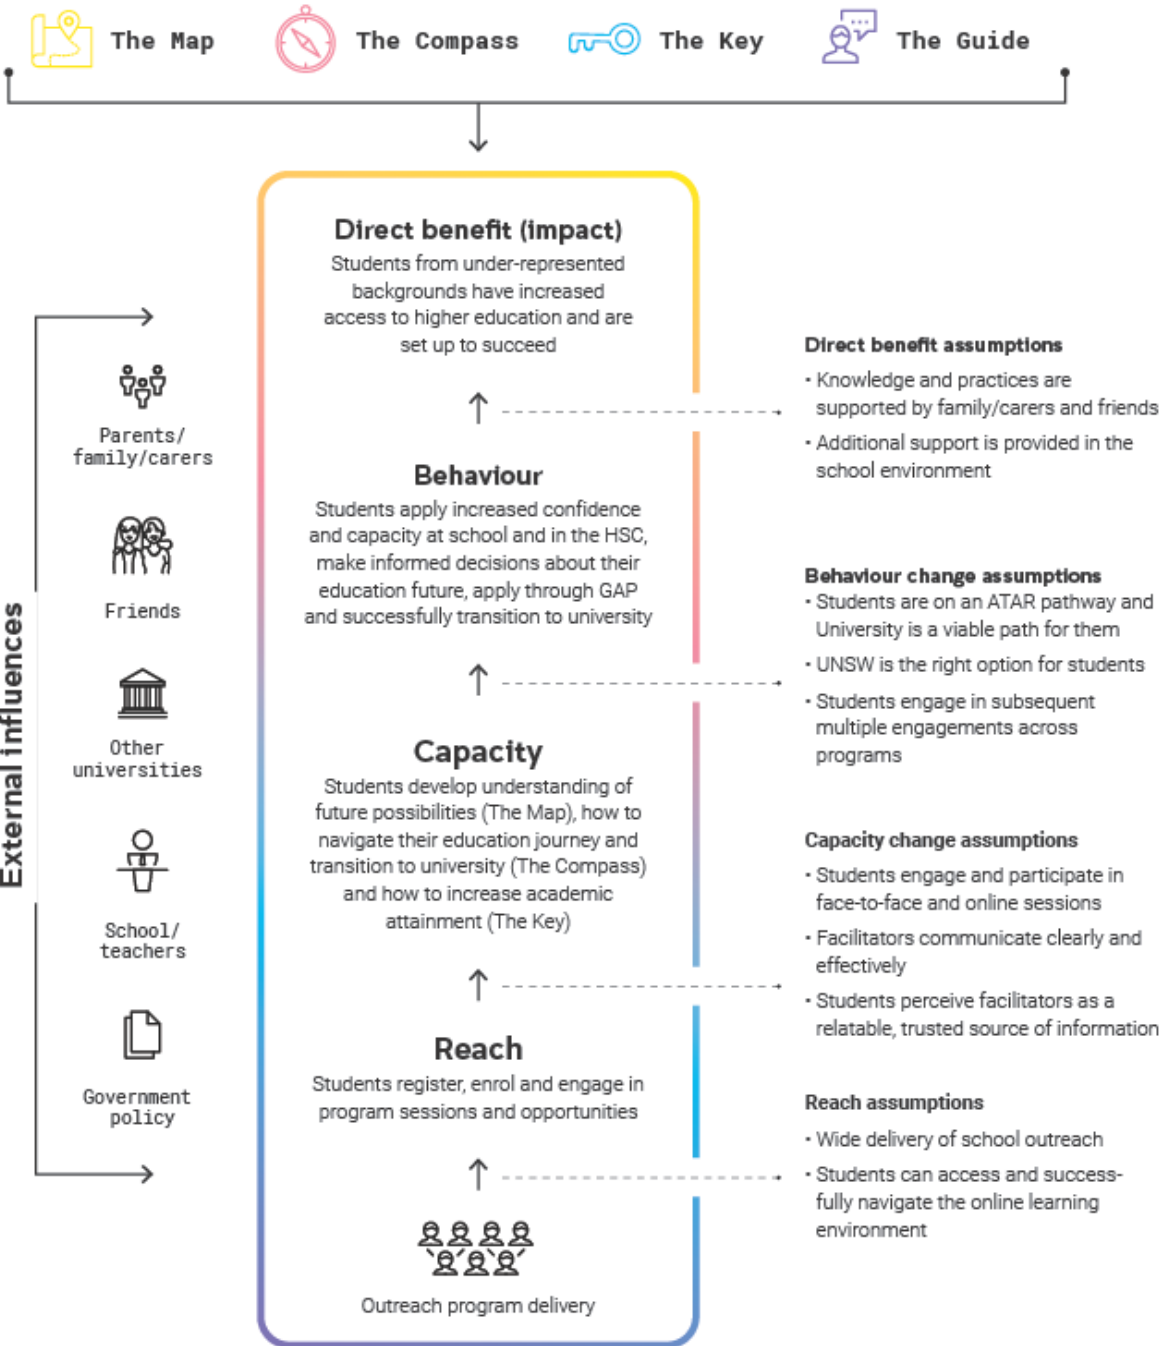 The Map
The Compass
The Key
The Guide
Direct benefit (impact)
Students from under-represented
backgrounds have increased
access to higher education and are
set up to succeed
Behaviour
Students apply increased confidence
and capacity at school and in the HSC,
make informed decisions about their
education future, apply through GAP
and successfully transition to university
Capacity
Students develop understanding of
future possibilities (The Map), how to
navigate their education journey and
transition to university (The Compass)
and how to increase academic
attainment (The Key)
Reach
Students register, enrol and engage in
program sessions and opportunities
Outreach program delivery
External influences
Parents/
family/carers
Friends
Other
universities
School/
teachers
Government
policy
Direct benefit assumptions
· Knowledge and practices are
supported by family/carers and friends
· Additional support is provided in the
school environment
Behaviour change assumptions
· Students are on an ATAR pathway and
University is a viable path for them
· UNSW is the right option for students
· Students engage in subsequent
multiple engagements across
programs
Capacity change assumptions
· Students engage and participate in
face-to-face and online sessions
· Facilitators communicate clearly and
effectively
· Students perceive facilitators as a
relatable, trusted source of information
Reach assumptions
· Wide delivery of school outreach
· Students can access and success-
fully navigate the online learning
environment